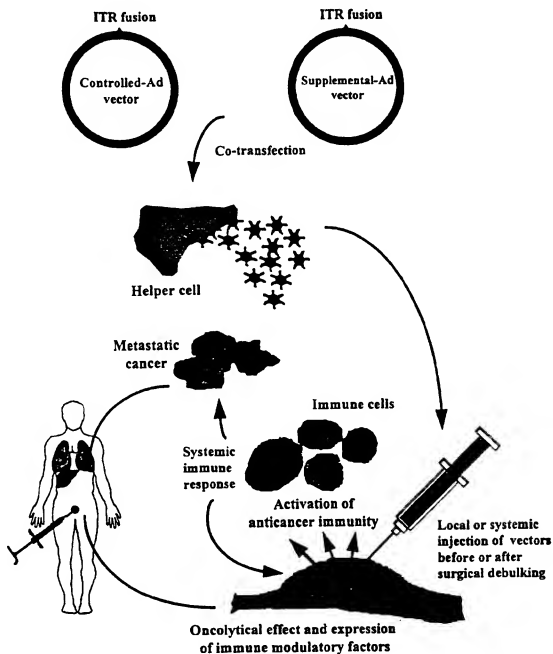 ITR fusion
ITR fusion
Controlled-Ad
vector
Supplemental-Ad
vector
Co-transfection
Helper cell
Metastatic
cancer
Immune cells
Systemic
immune
response
Activation of
anticancer immunity
Local or systemic
injection of vectors
before or after
surgical debulking
Oncolytical effect and expression
of immune modulatory factors